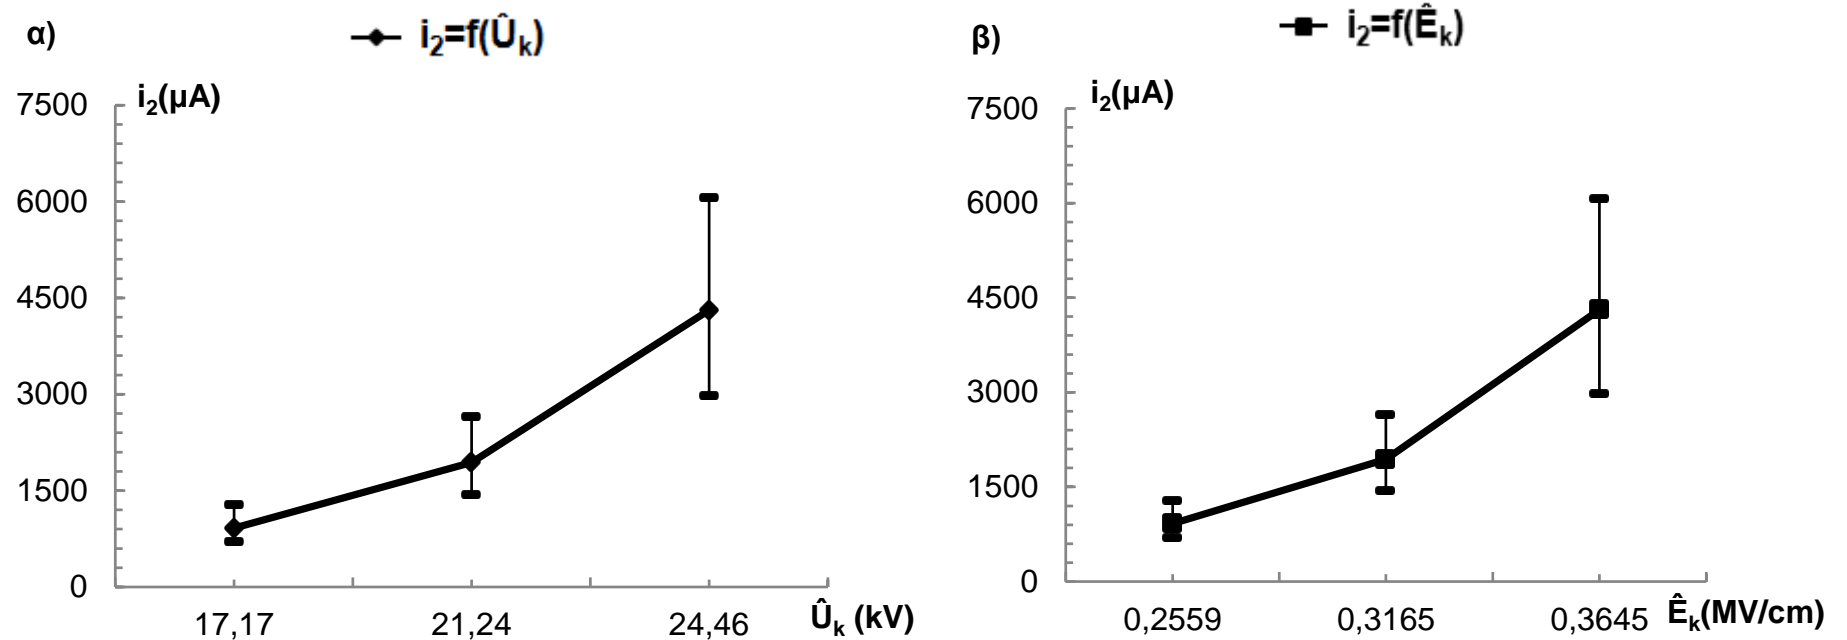 α)
i₂=f(Ûₖ)
i₂(μA)
7500
6000
4500
3000
1500
0
17,17 21,24 24,46 Ûₖ (kV)
β)
i₂=f(Êₖ)
i₂(μA)
7500
6000
4500
3000
1500
0
0,2559 0,3165 0,3645 Êₖ(MV/cm)